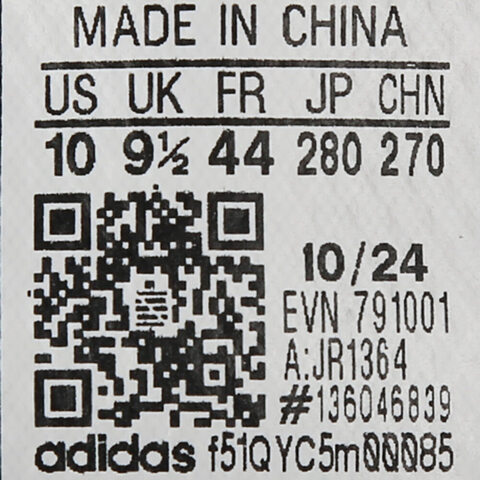 MADE IN CHINA
US UK FR JP CHN
10 9½ 44 280 270
10/24
EVN 791001
A:JR1364
#136046839
adidas f51QYC5m00085